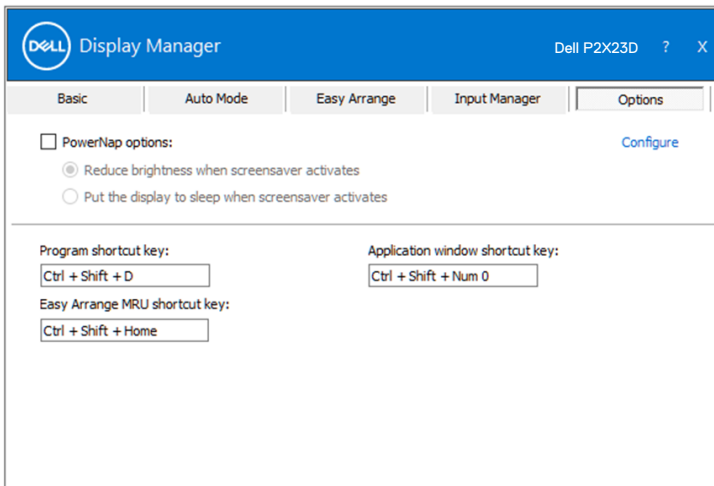 DELL Display Manager Dell P2X23D ? X
Basic Auto Mode Easy Arrange Input Manager Options
PowerNap options: Configure
Reduce brightness when screensaver activates
Put the display to sleep when screensaver activates
Program shortcut key: Application window shortcut key:
Ctrl + Shift + D Ctrl + Shift + Num 0
Easy Arrange MRU shortcut key:
Ctrl + Shift + Home